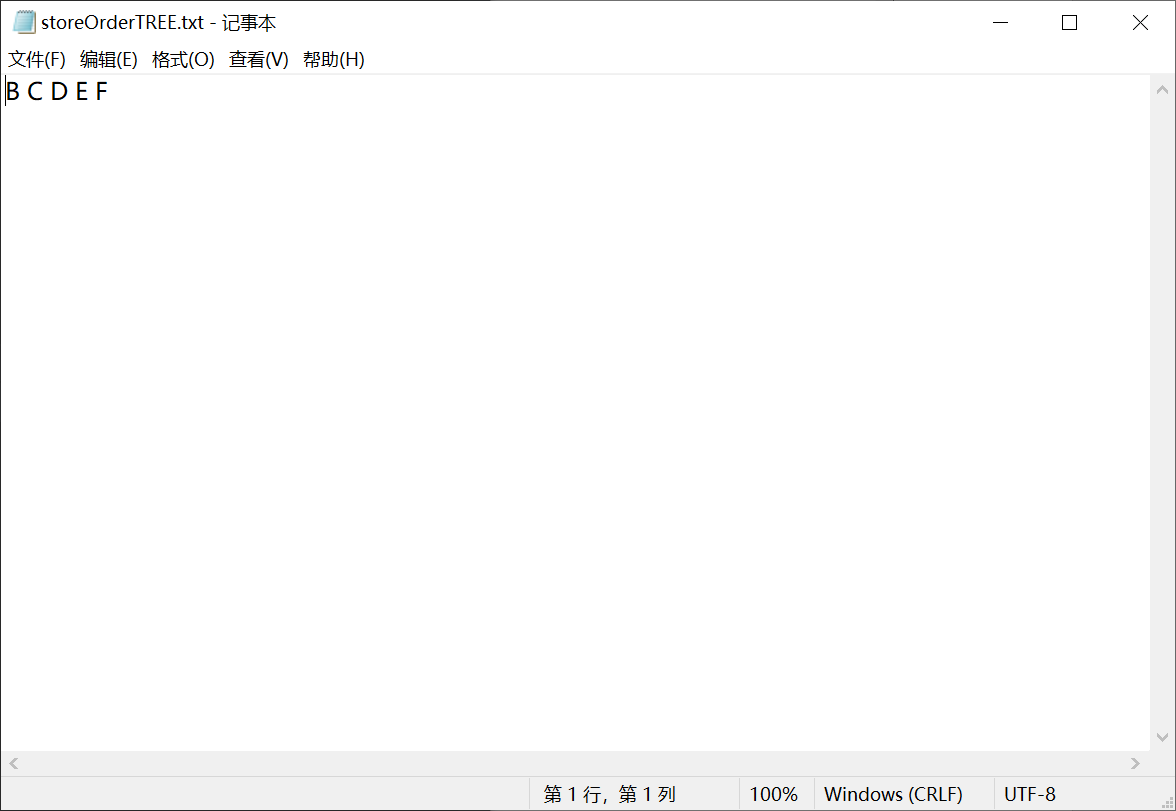 storeOrderTREE.txt - 记事本
文件(F) 编辑(E) 格式(O) 查看(V) 帮助(H)
B C D E F
第 1 行，第 1 列 100% Windows (CRLF) UTF-8